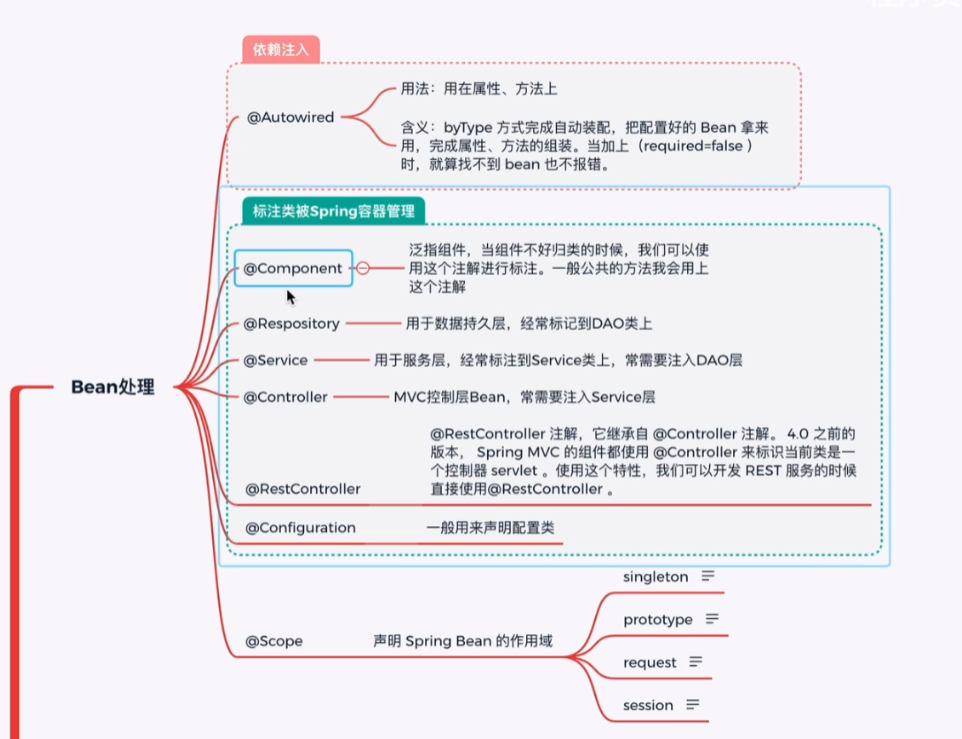 依赖注入
@Autowired
用法：用在属性、方法上
含义：byType 方式完成自动装配，把配置好的 Bean 拿来
用，完成属性、方法的组装。当加上（required=false ）
时，就算找不到 bean 也不报错。
标注类被Spring容器管理
@Component
泛指组件，当组件不好归类的时候，我们可以使
用这个注解进行标注。一般公共的方法我会用上
这个注解
@Respository
用于数据持久层，经常标记到DAO类上
@Service
用于服务层，经常标注到Service类上，常需要注入DAO层
Bean处理
@Controller
MVC控制层Bean，常需要注入Service层
@RestController 注解，它继承自 @Controller 注解。 4.0 之前的
版本， Spring MVC 的组件都使用 @Controller 来标识当前类是一
个控制器 servlet 。使用这个特性，我们可以开发 REST 服务的时候
直接使用@RestController 。
@RestController
@Configuration
一般用来声明配置类
@Scope
声明 Spring Bean 的作用域
singleton
prototype
request
session